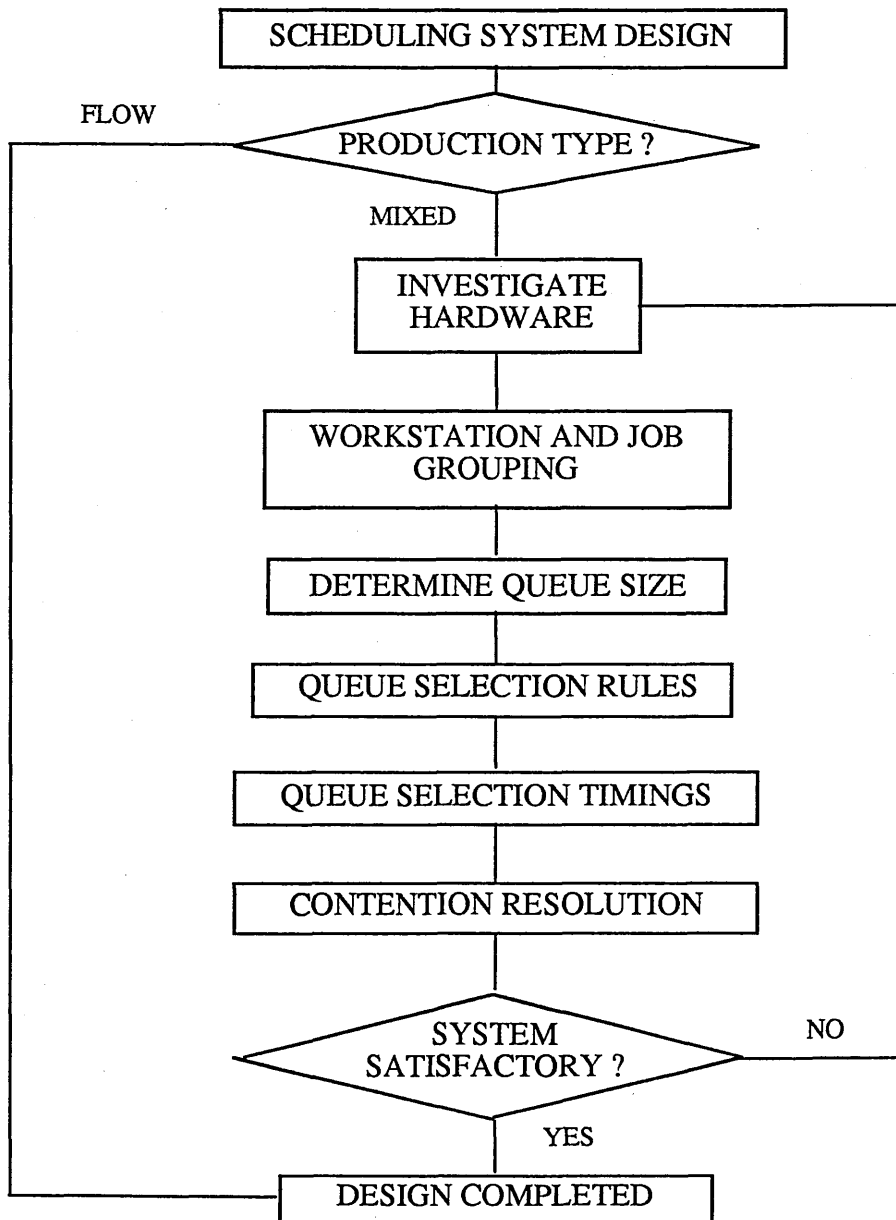 SCHEDULING SYSTEM DESIGN
FLOW
PRODUCTION TYPE ?
MIXED
INVESTIGATE
HARDWARE
WORKSTATION AND JOB
GROUPING
DETERMINE QUEUE SIZE
QUEUE SELECTION RULES
QUEUE SELECTION TIMINGS
CONTENTION RESOLUTION
SYSTEM
SATISFACTORY ?
NO
YES
DESIGN COMPLETED